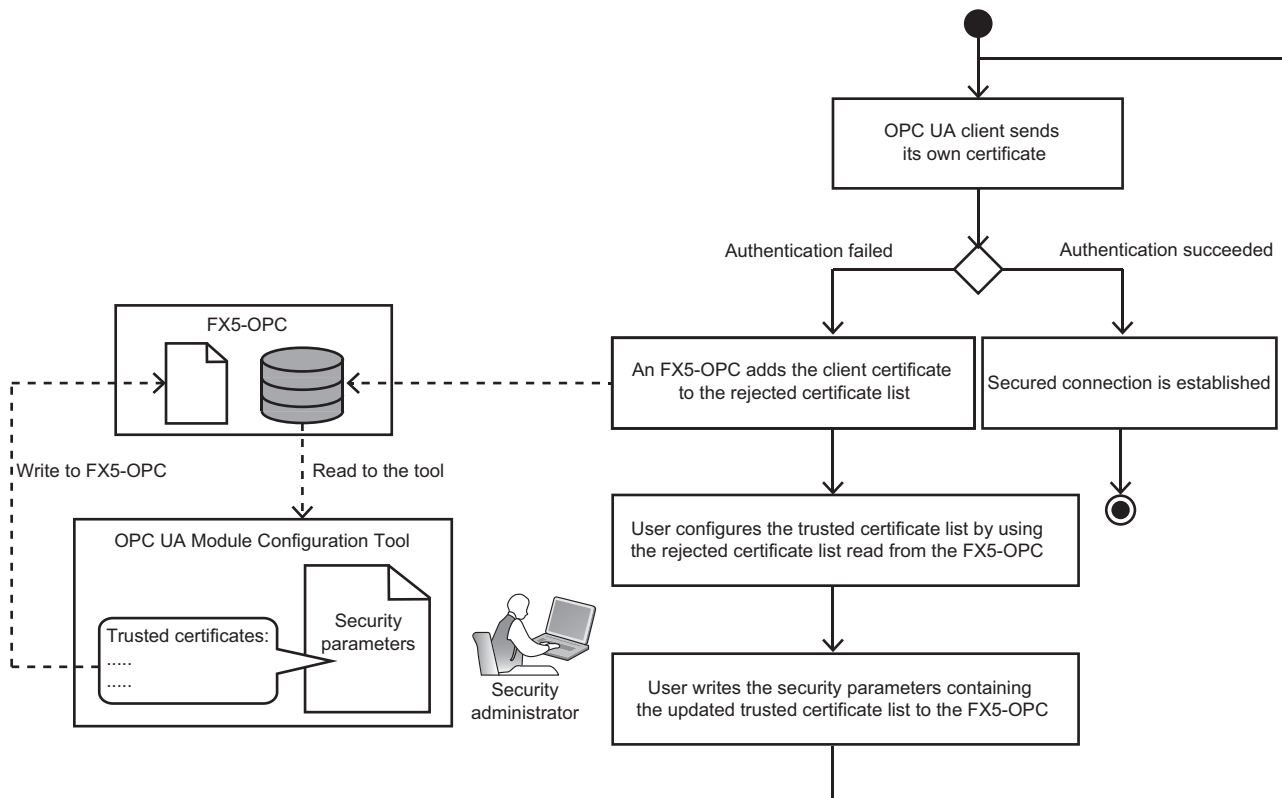 OPC UA client sends
its own certificate
Authentication failed
Authentication succeeded
FX5-OPC
An FX5-OPC adds the client certificate
to the rejected certificate list
Secured connection is established
Write to FX5-OPC
Read to the tool
OPC UA Module Configuration Tool
User configures the trusted certificate list by using
the rejected certificate list read from the FX5-OPC
Trusted certificates:
.....
.....
Security
parameters
Security
administrator
User writes the security parameters containing
the updated trusted certificate list to the FX5-OPC